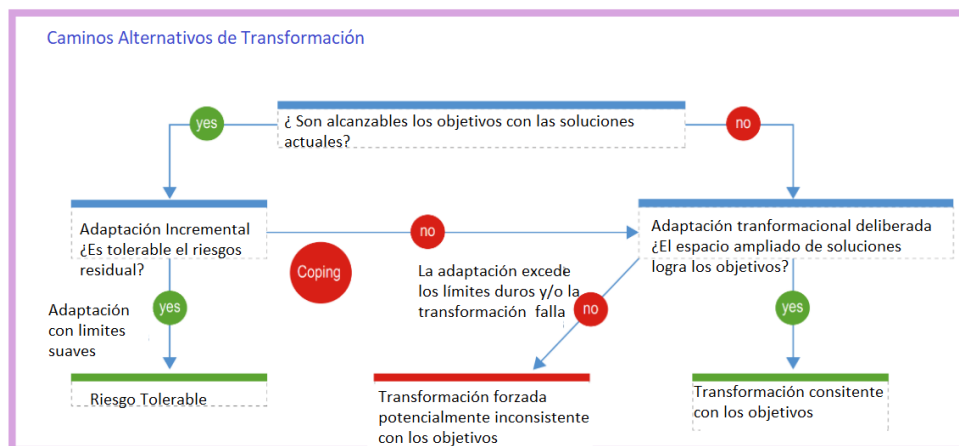 Caminos Alternativos de Transformación
¿ Son alcanzables los objetivos con las soluciones
actuales?
yes
no
Adaptación Incremental
¿Es tolerable el riesgos
residual?
no
Coping
Adaptación tranformacional deliberada
¿El espacio ampliado de soluciones
logra los objetivos?
La adaptación excede
los límites duros y/o la
transformación falla
Adaptación
con limites
suaves
yes
no
yes
Riesgo Tolerable
Transformación forzada
potencialmente inconsistente
con los objetivos
Transformación consitente
con los objetivos